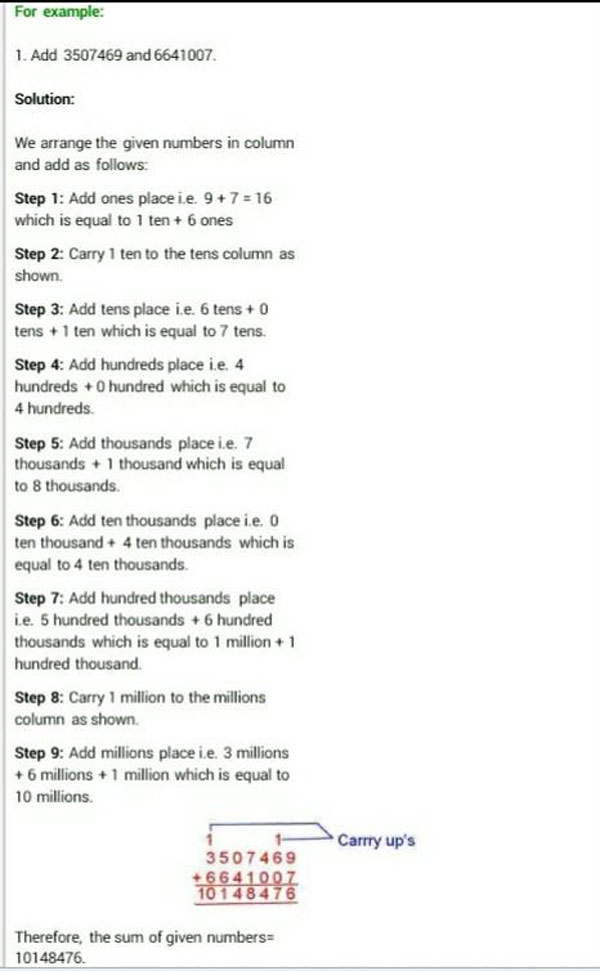 For example:
1. Add 3507469 and 6641007.
Solution:
We arrange the given numbers in column
and add as follows:
Step 1: Add ones place i.e. 9 + 7 = 16
which is equal to 1 ten + 6 ones
Step 2: Carry 1 ten to the tens column as
shown.
Step 3: Add tens place i.e. 6 tens + 0
tens + 1 ten which is equal to 7 tens.
Step 4: Add hundreds place i.e. 4
hundreds + 0 hundred which is equal to
4 hundreds.
Step 5: Add thousands place i.e. 7
thousands + 1 thousand which is equal
to 8 thousands.
Step 6: Add ten thousands place i.e. 0
ten thousand + 4 ten thousands which is
equal to 4 ten thousands.
Step 7: Add hundred thousands place
i.e. 5 hundred thousands + 6 hundred
thousands which is equal to 1 million + 1
hundred thousand.
Step 8: Carry 1 million to the millions
column as shown.
Step 9: Add millions place i.e. 3 millions
+ 6 millions + 1 million which is equal to
10 millions.
1 1 Carrry up's
3507469
+6641007
10148476
Therefore, the sum of given numbers=
10148476.